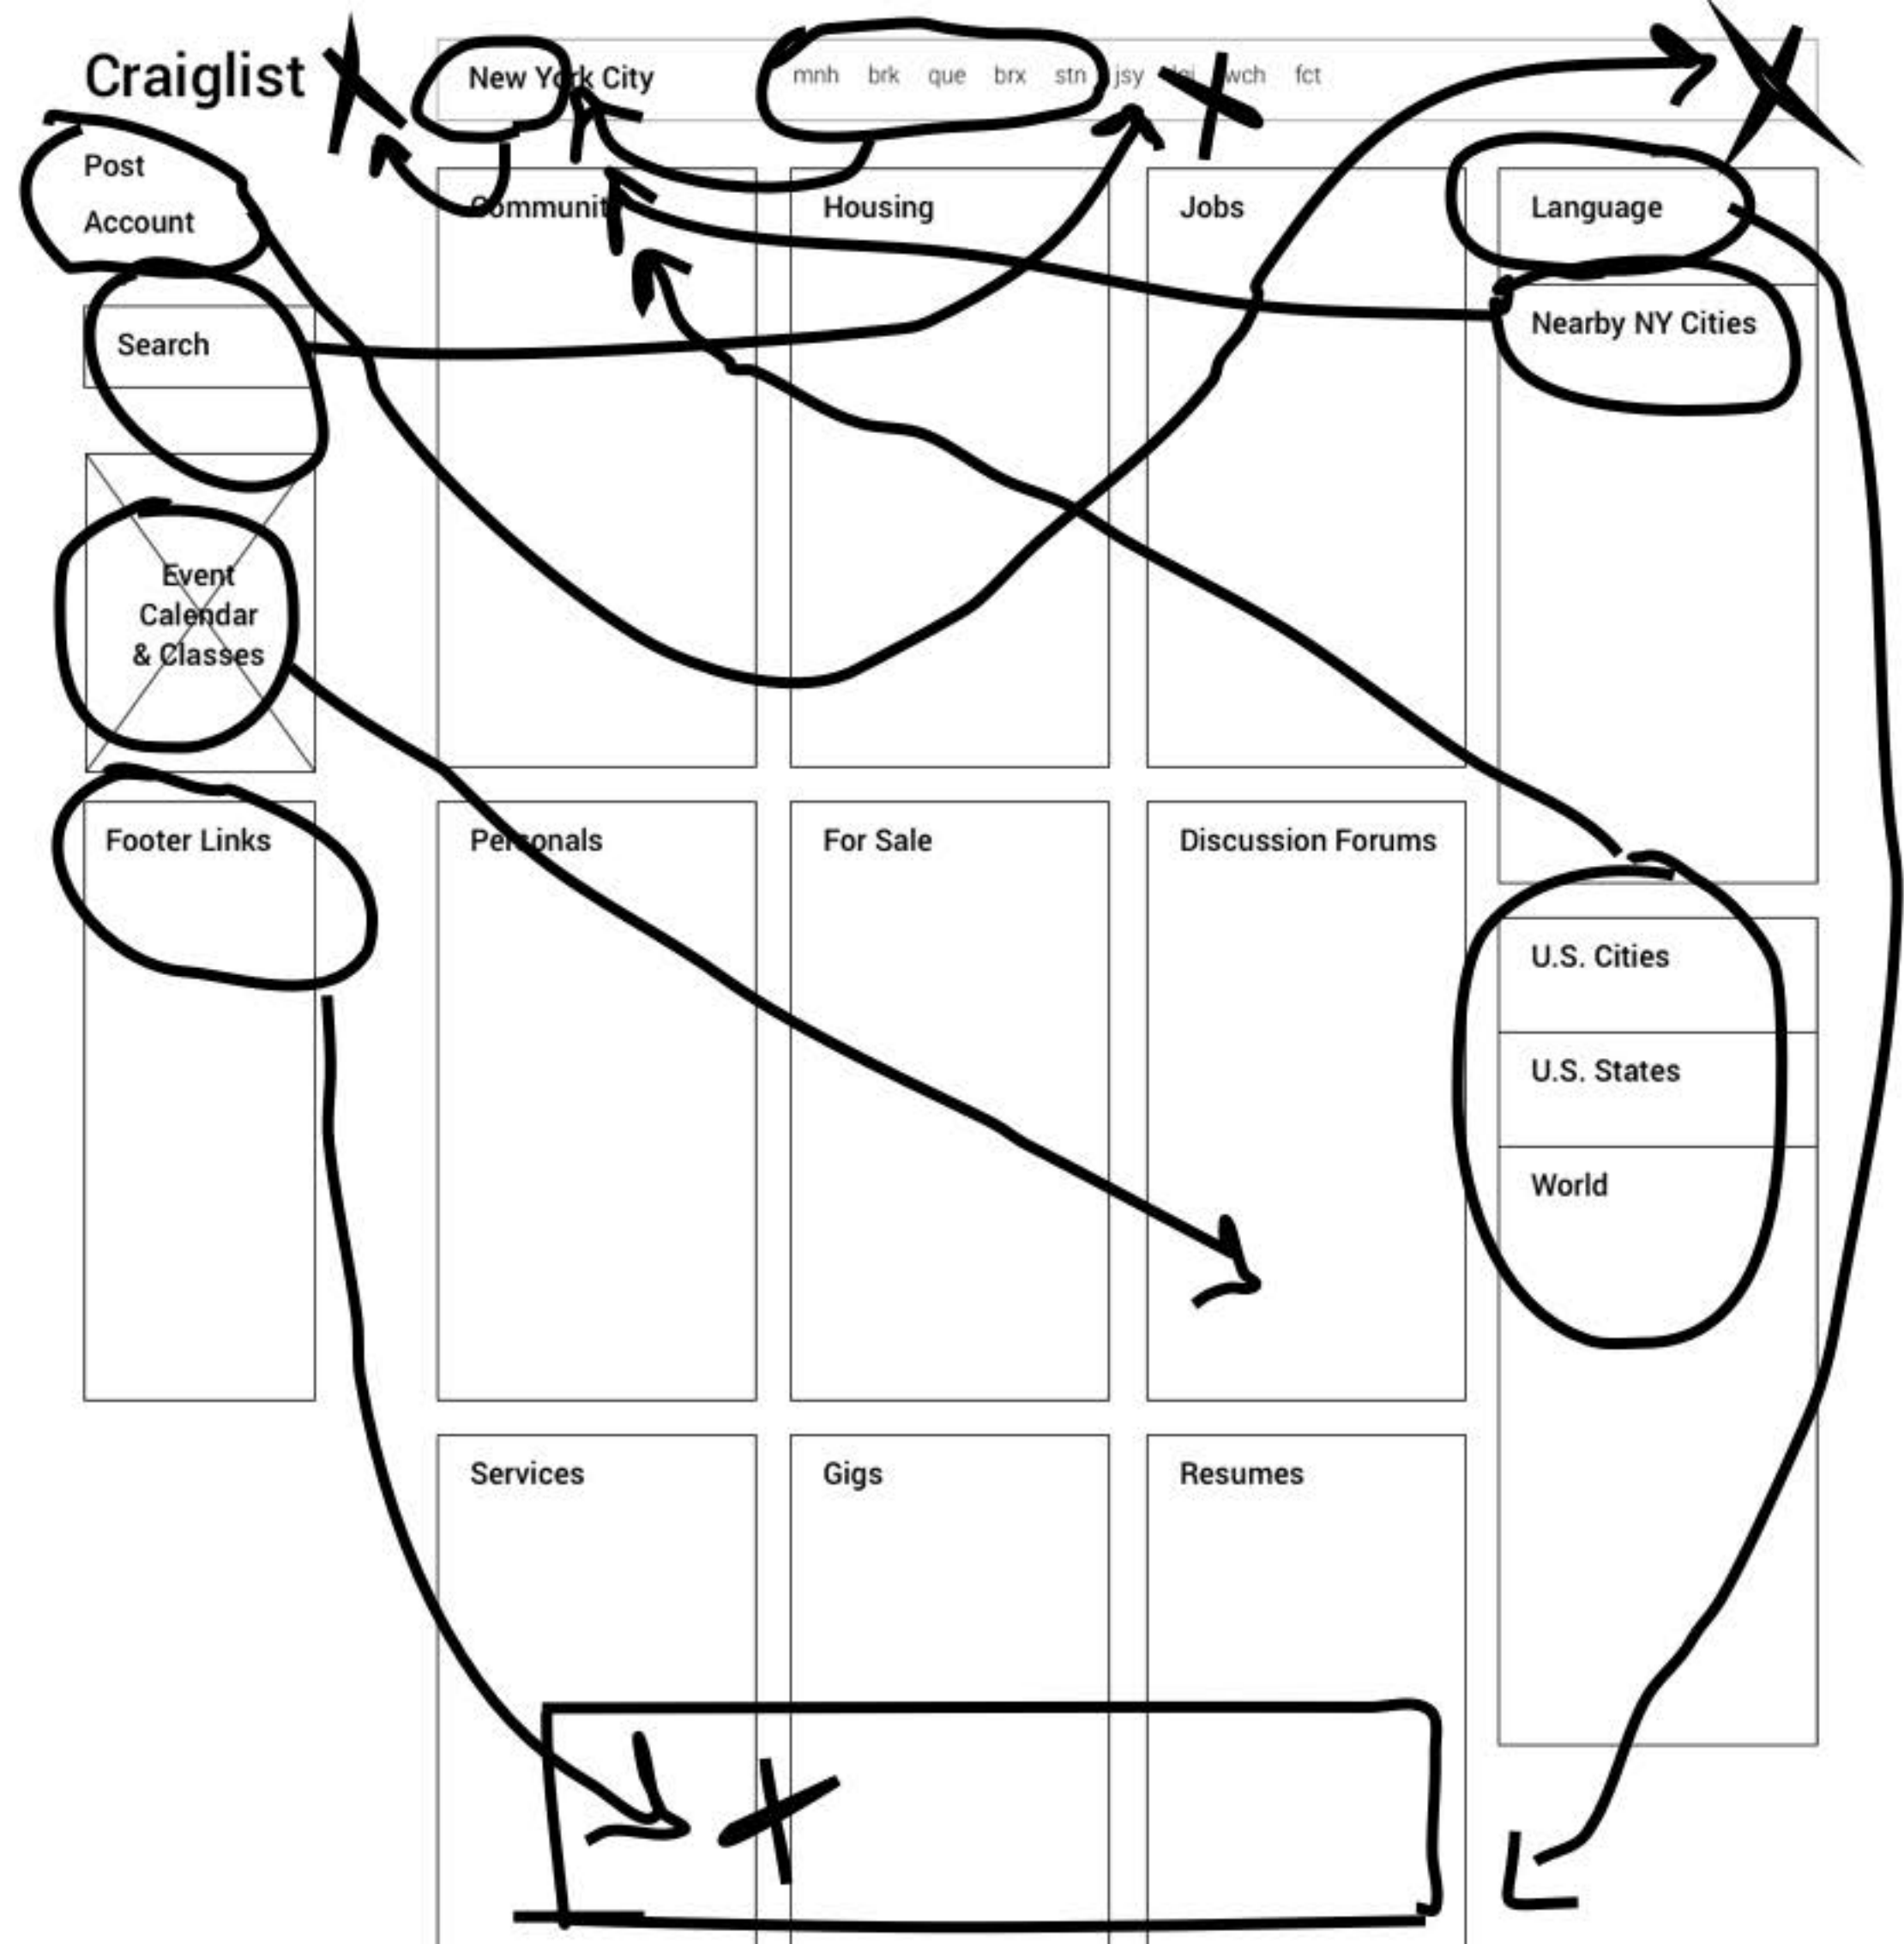 Craiglist
New York City mnh brk que brx stn jsy wch fct
Post
Account
Search
Event
Calendar
& Classes
Footer Links
Community
Housing
Jobs
Personals
For Sale
Discussion Forums
Services
Gigs
Resumes
Language
Nearby NY Cities
U.S. Cities
U.S. States
World